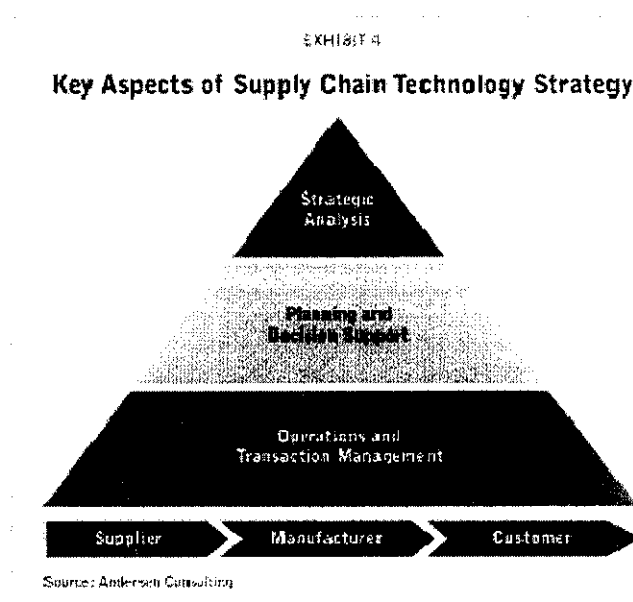 EXHIBIT 4
Key Aspects of Supply Chain Technology Strategy
Strategic
Analysis
Planning and
Decision Support
Operations and
Transaction Management
Supplier
Manufacturer
Customer
Source: Andersen Consulting